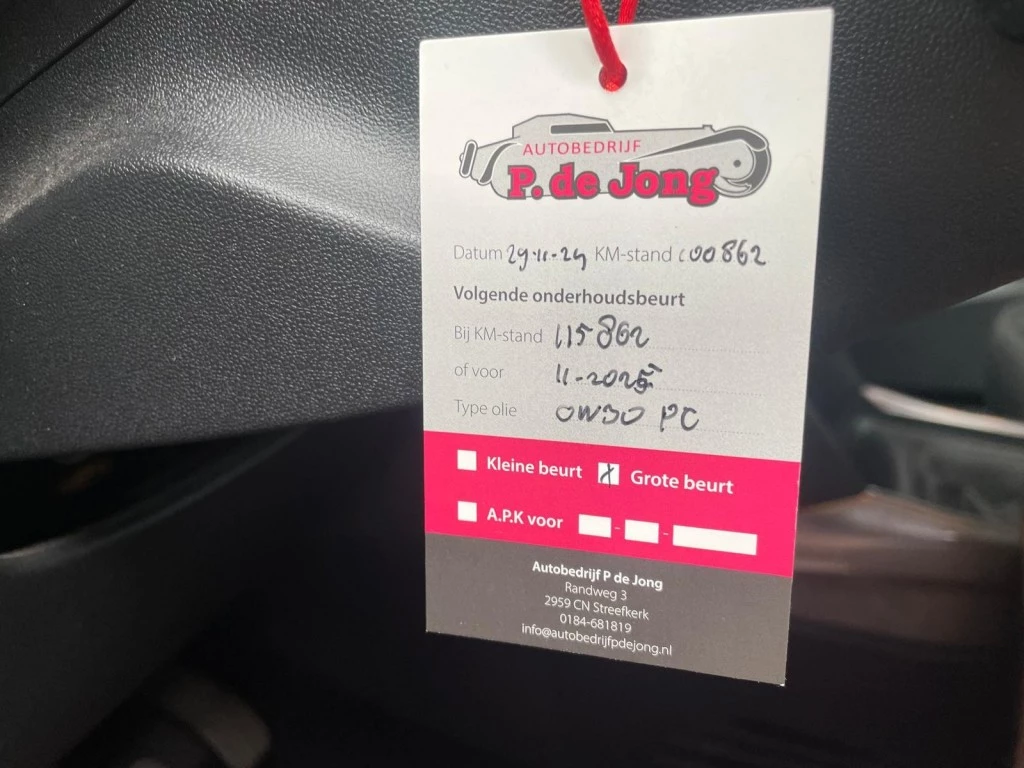 AUTOBEDRIJF
P. de Jong
Datum 29-11-24 KM-stand 100862
Volgende onderhoudsbeurt
Bij KM-stand 115862
of voor 11-2025
Type olie 0W30 PC
Kleine beurt X Grote beurt
A.P.K voor - -
Autobedrijf P de Jong
Randweg 3
2959 CN Streefkerk
0184-681819
info@autobedrijfpdejong.nl